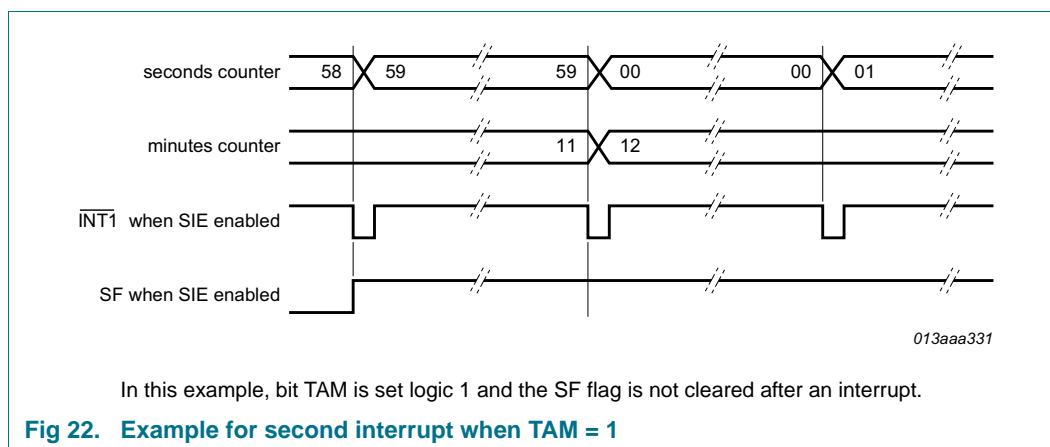 seconds counter 58 59 59 00 00 01
minutes counter 11 12
INT1 when SIE enabled
SF when SIE enabled
013aaa331
In this example, bit TAM is set logic 1 and the SF flag is not cleared after an interrupt.
Fig 22. Example for second interrupt when TAM = 1